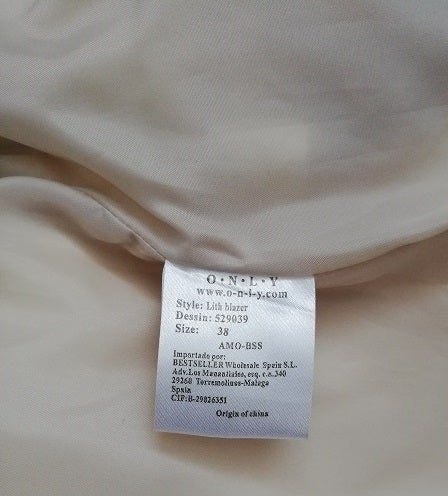 O·N·L·Y
www.o-n-l-y.com
Style: Lith blazer
Dessin: 529039
Size: 38
AMO-BSS
Importado por:
BESTSELLER Wholesale Spain S.L.
Adv.Los Manantiales, esq. c.a.340
29260 Torremolinos-Malaga
Spain
CIF:B-29826351
Origin of china